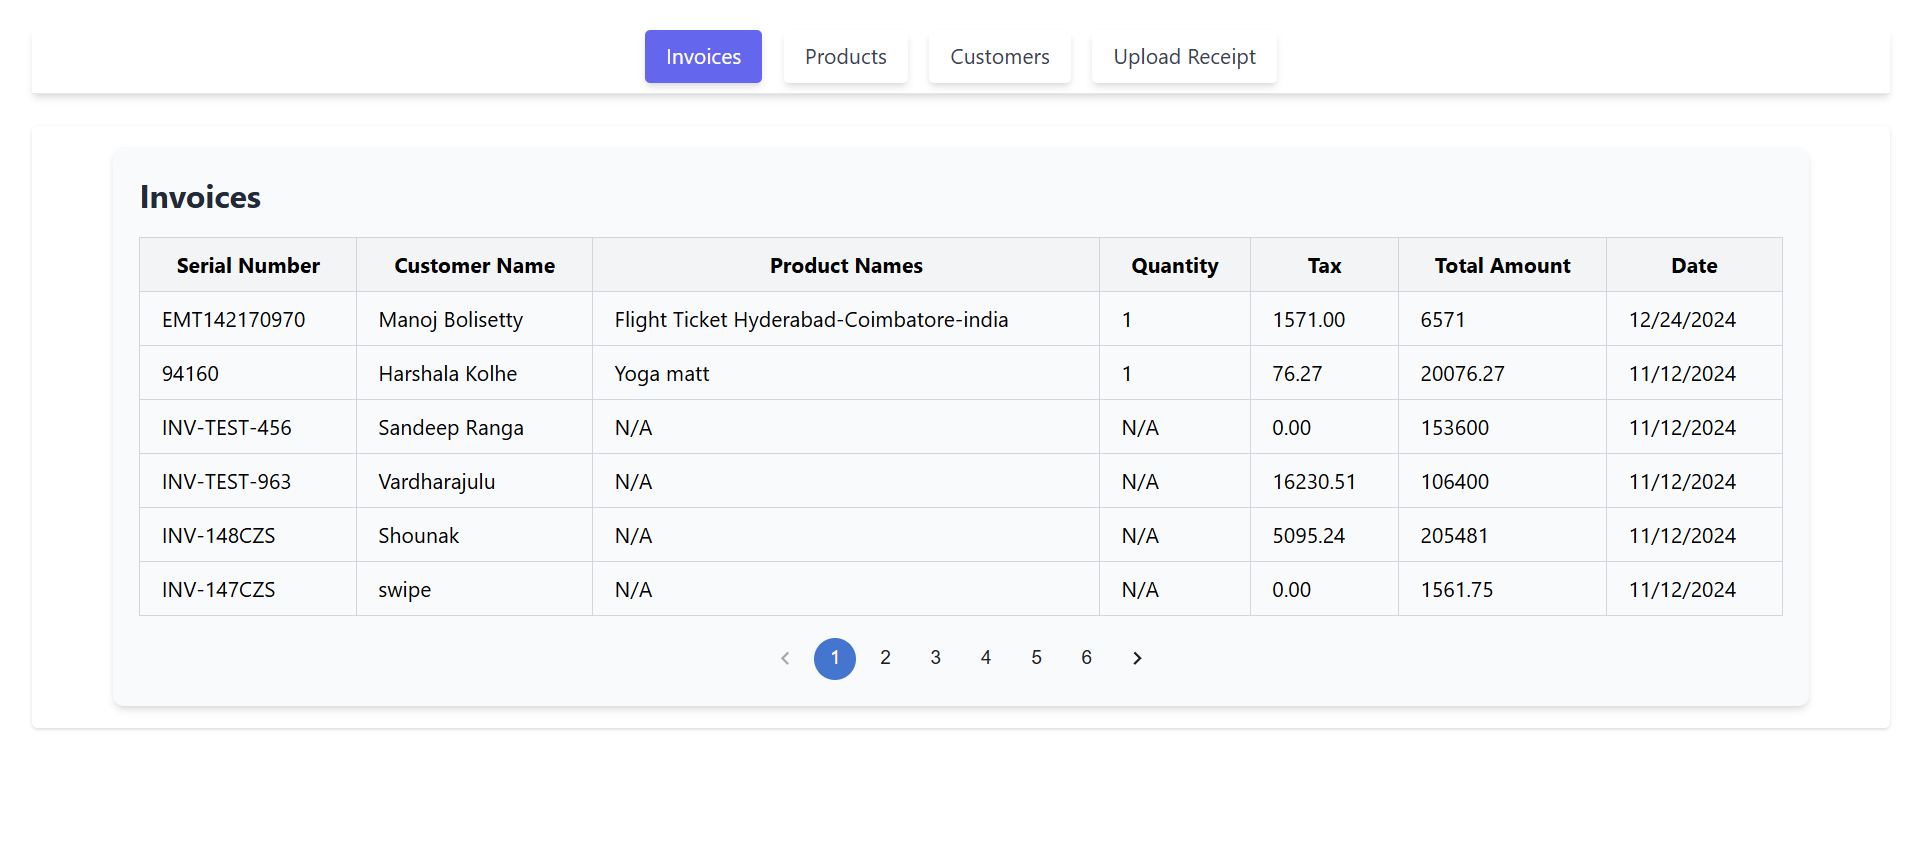 Invoices Products Customers Upload Receipt
Invoices
Serial Number Customer Name Product Names Quantity Tax Total Amount Date
EMT142170970 Manoj Bolisetty Flight Ticket Hyderabad-Coimbatore-india 1 1571.00 6571 12/24/2024
94160 Harshala Kolhe Yoga matt 1 76.27 20076.27 11/12/2024
INV-TEST-456 Sandeep Ranga N/A N/A 0.00 153600 11/12/2024
INV-TEST-963 Vardharajulu N/A N/A 16230.51 106400 11/12/2024
INV-148CZS Shounak N/A N/A 5095.24 205481 11/12/2024
INV-147CZS swipe N/A N/A 0.00 1561.75 11/12/2024
1 2 3 4 5 6